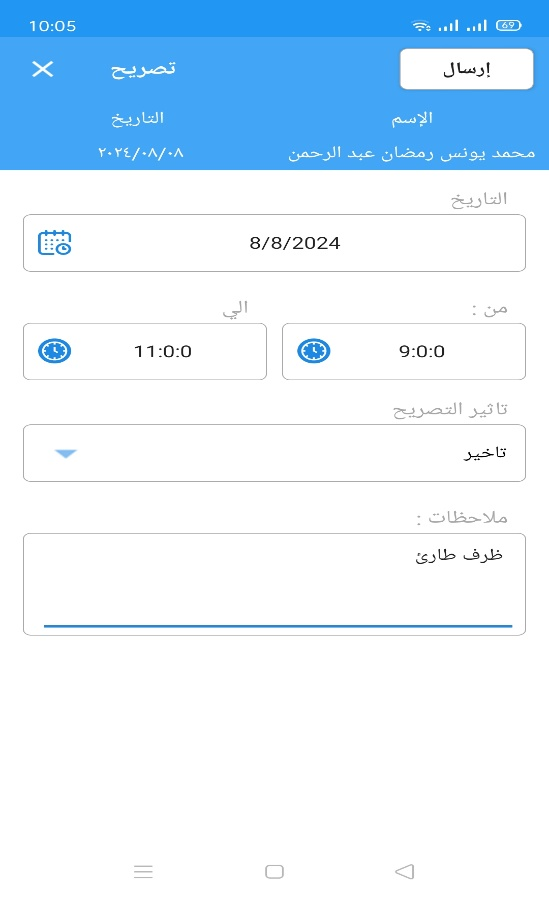 10:05
69
إرسال
تصريح
الإسم
التاريخ
محمد يونس رمضان عبد الرحمن
٢٠٢٤/٠٨/٠٨
التاريخ
8/8/2024
من :
الي
9:0:0
11:0:0
تاثير التصريح
تاخير
ملاحظات :
ظرف طارئ